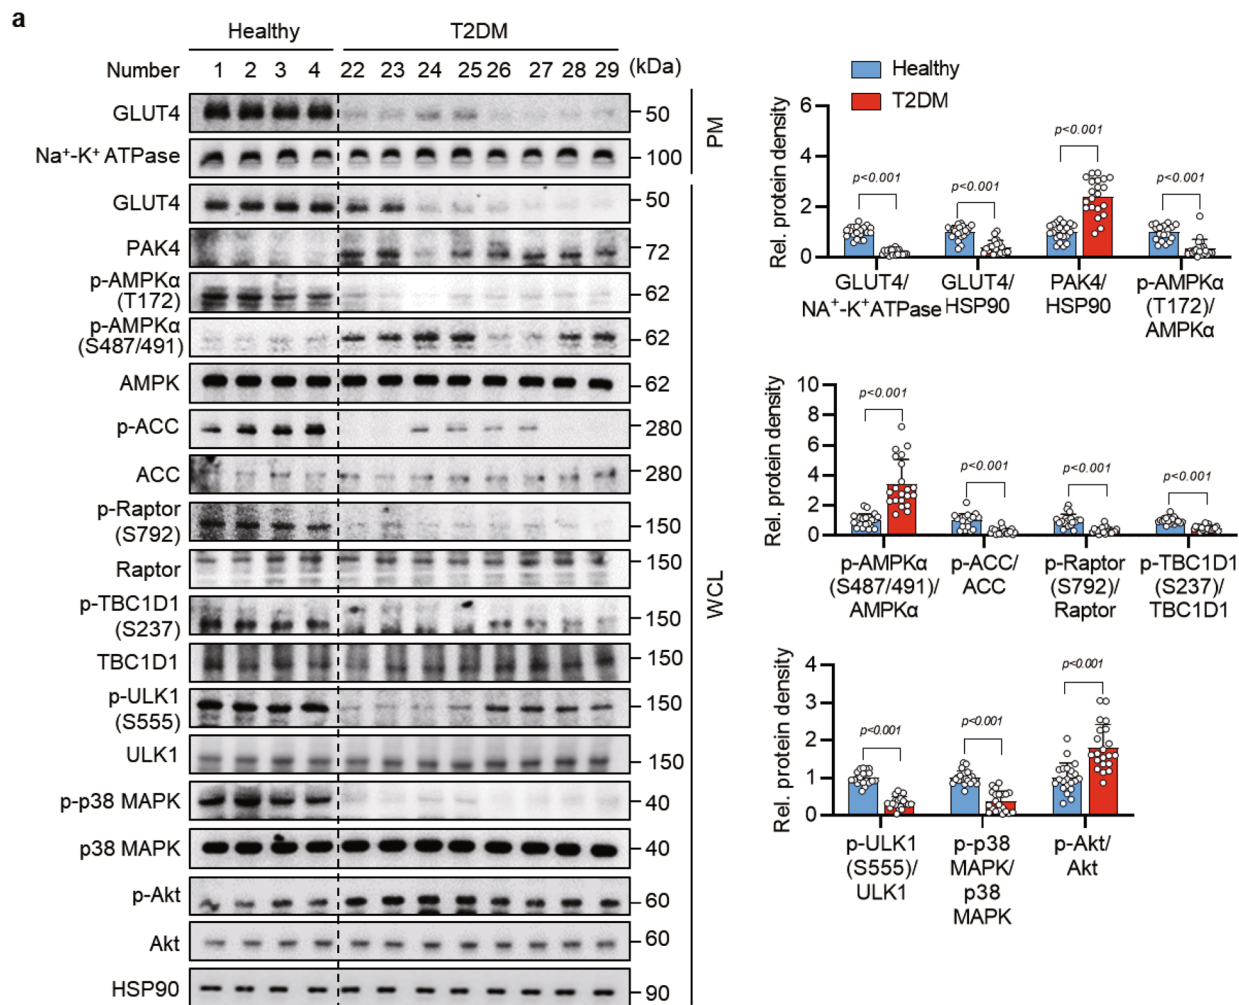 a
Healthy T2DM
Number 1 2 3 4 22 23 24 25 26 27 28 29 (kDa)
GLUT4 50
Na⁺-K⁺ ATPase 100
PM
GLUT4 50
PAK4 72
p-AMPKα
(T172) 62
p-AMPKα
(S487/491) 62
AMPK 62
p-ACC 280
ACC 280
p-Raptor
(S792) 150
Raptor 150
p-TBC1D1
(S237) 150
TBC1D1 150
p-ULK1
(S555) 150
ULK1 150
p-p38 MAPK 40
p38 MAPK 40
p-Akt 60
Akt 60
HSP90 90
WCL
Healthy
T2DM
Rel. protein density
6
4
2
0
p<0.001 p<0.001 p<0.001 p<0.001
GLUT4/ GLUT4/ PAK4/ p-AMPKα
NA⁺-K⁺ATPase HSP90 HSP90 (T172)/
AMPKα
Rel. protein density
10
8
6
4
2
0
p<0.001 p<0.001 p<0.001 p<0.001
p-AMPKα p-ACC/ p-Raptor p-TBC1D1
(S487/491)/ ACC (S792)/ (S237)/
AMPKα Raptor TBC1D1
Rel. protein density
4
3
2
1
0
p<0.001 p<0.001 p<0.001
p-ULK1 p-p38 p-Akt/
(S555)/ MAPK/ Akt
ULK1 p38
MAPK